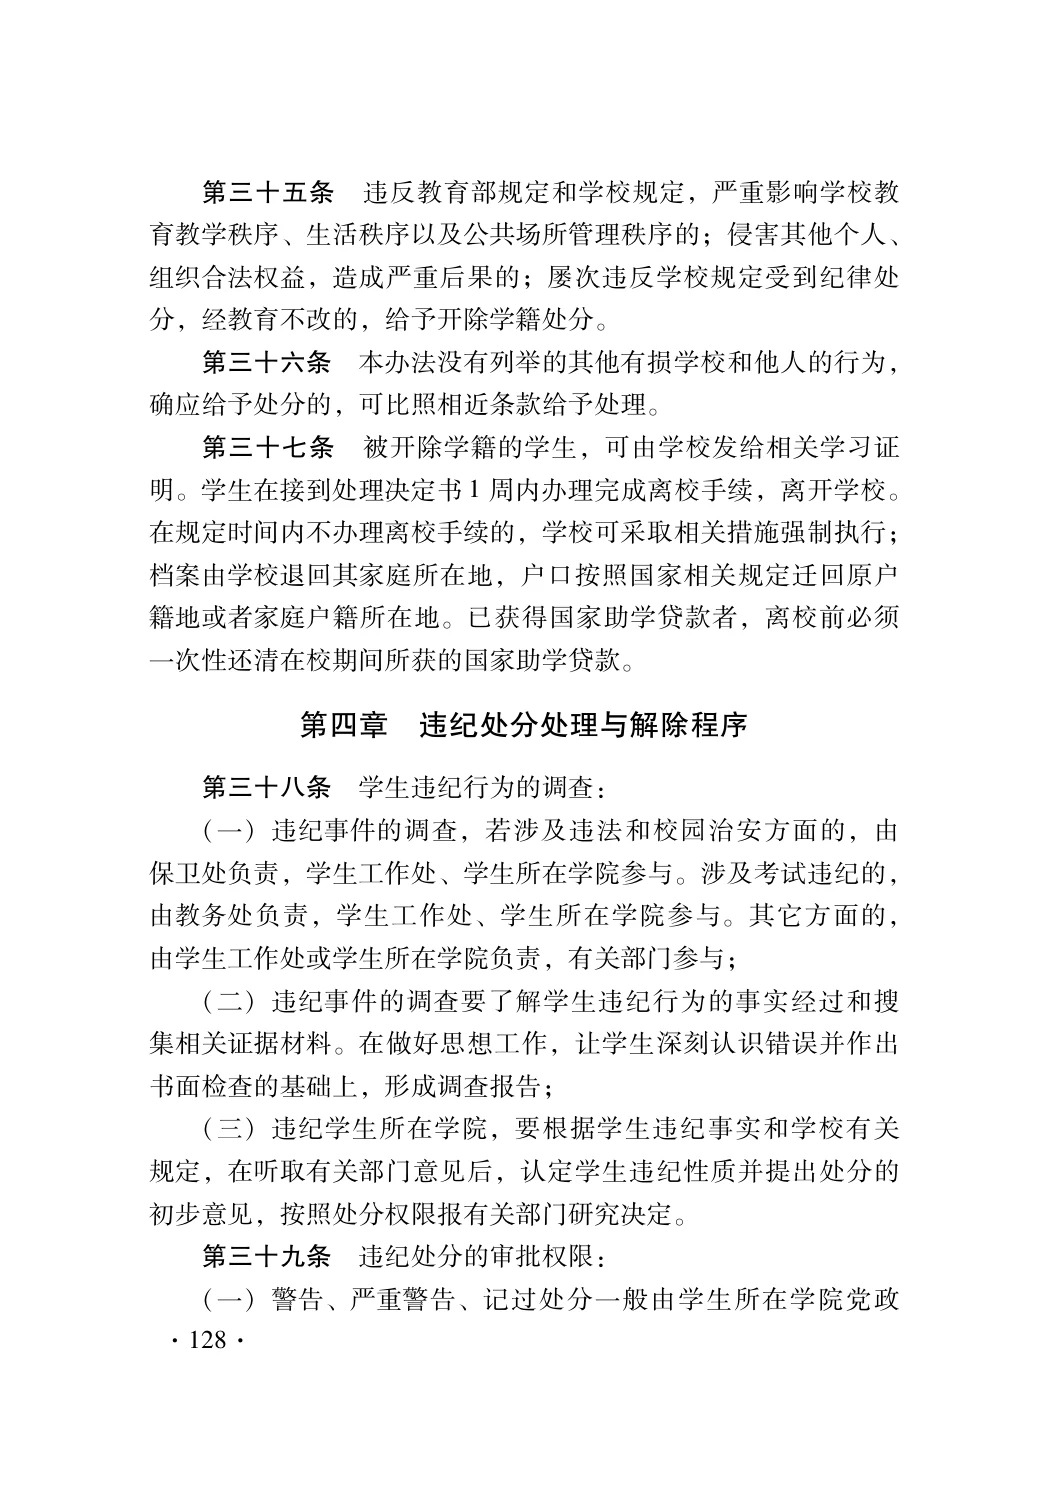 第三十五条　违反教育部规定和学校规定，严重影响学校教
育教学秩序、生活秩序以及公共场所管理秩序的；侵害其他个人、
组织合法权益，造成严重后果的；屡次违反学校规定受到纪律处
分，经教育不改的，给予开除学籍处分。
第三十六条　本办法没有列举的其他有损学校和他人的行为，
确应给予处分的，可比照相近条款给予处理。
第三十七条　被开除学籍的学生，可由学校发给相关学习证
明。学生在接到处理决定书1周内办理完成离校手续，离开学校。
在规定时间内不办理离校手续的，学校可采取相关措施强制执行；
档案由学校退回其家庭所在地，户口按照国家相关规定迁回原户
籍地或者家庭户籍所在地。已获得国家助学贷款者，离校前必须
一次性还清在校期间所获的国家助学贷款。
第四章　违纪处分处理与解除程序
第三十八条　学生违纪行为的调查：
（一）违纪事件的调查，若涉及违法和校园治安方面的，由
保卫处负责，学生工作处、学生所在学院参与。涉及考试违纪的，
由教务处负责，学生工作处、学生所在学院参与。其它方面的，
由学生工作处或学生所在学院负责，有关部门参与；
（二）违纪事件的调查要了解学生违纪行为的事实经过和搜
集相关证据材料。在做好思想工作，让学生深刻认识错误并作出
书面检查的基础上，形成调查报告；
（三）违纪学生所在学院，要根据学生违纪事实和学校有关
规定，在听取有关部门意见后，认定学生违纪性质并提出处分的
初步意见，按照处分权限报有关部门研究决定。
第三十九条　违纪处分的审批权限：
（一）警告、严重警告、记过处分一般由学生所在学院党政
· 128 ·